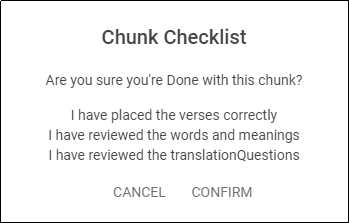 Chunk Checklist
Are you sure you're Done with this chunk?
I have placed the verses correctly
I have reviewed the words and meanings
I have reviewed the translationQuestions
CANCEL CONFIRM